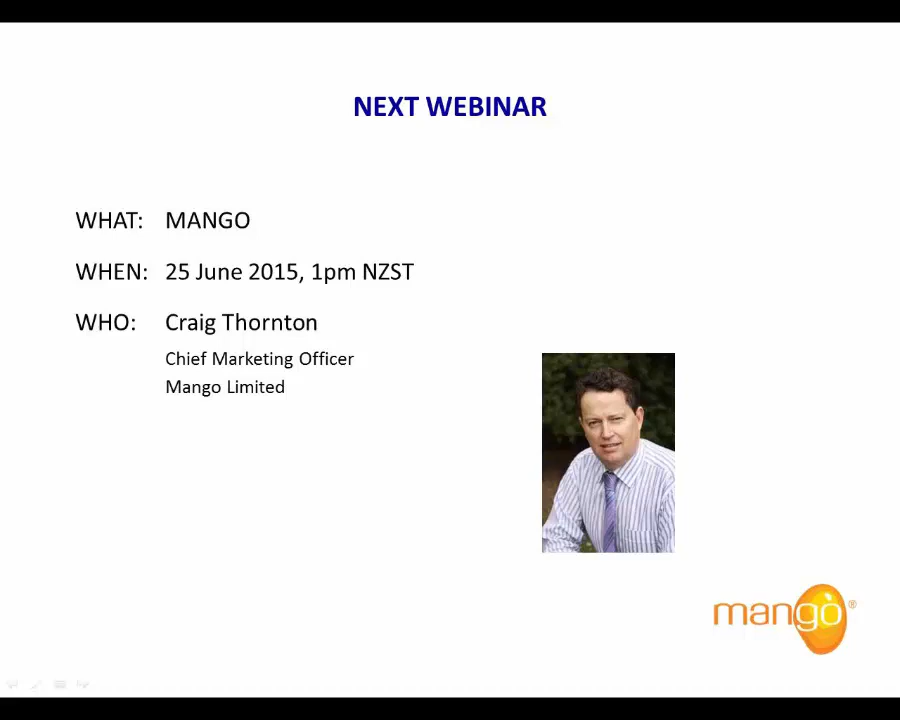 NEXT WEBINAR
WHAT: MANGO
WHEN: 25 June 2015, 1pm NZST
WHO: Craig Thornton
Chief Marketing Officer
Mango Limited
mango®